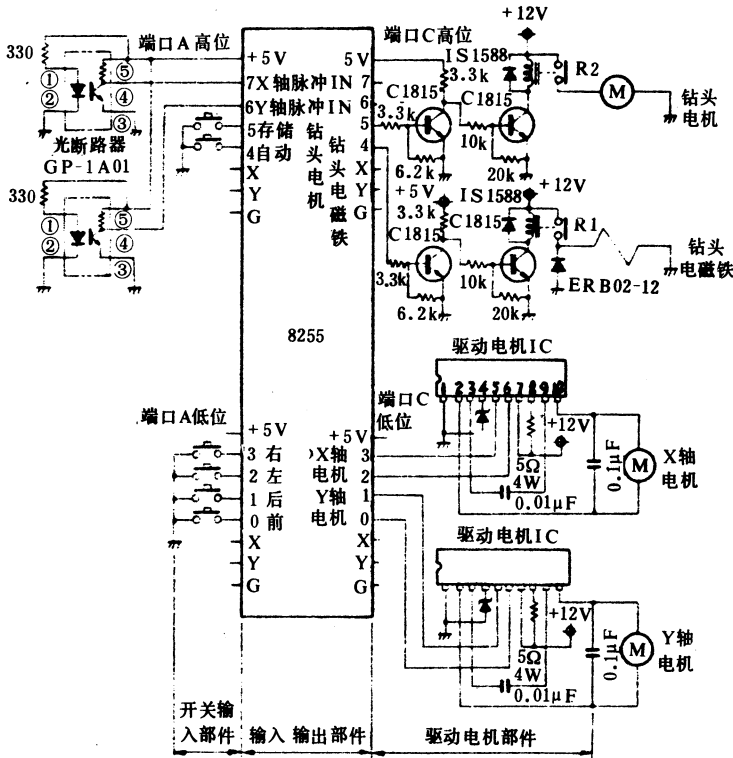 330
①
②
⑤
④
③
光断路器
GP-1A01
330
①
②
⑤
④
③
端口A高位
+5V
7X轴脉冲IN
6Y轴脉冲IN
5存储
4自动
X
Y
G
钻头电机
钻头电磁铁
5V
7
6
5
4
X
Y
G
端口C高位
+12V
IS1588
3.3k
C1815
C1815
3.3k
6.2k
10k
20k
R2
M
钻头
电机
+5V
3.3k
C1815
IS1588
C1815
+12V
3.3k
6.2k
10k
20k
R1
ERB02-12
钻头
电磁铁
8255
端口A低位
+5V
3 右
2 左
1 后
0 前
X
Y
G
端口C
低位
+5V
X轴
电机
Y轴
电机
3
2
1
0
X
Y
G
驱动电机IC
1 2 3 4 5 6 7 8 9 10
+12V
5Ω
4W
0.01μF
0.1μF
M
X轴
电机
驱动电机IC
+12V
5Ω
4W
0.01μF
0.1μF
M
Y轴
电机
开关输
入部件
输入 输出部件
驱动电机部件